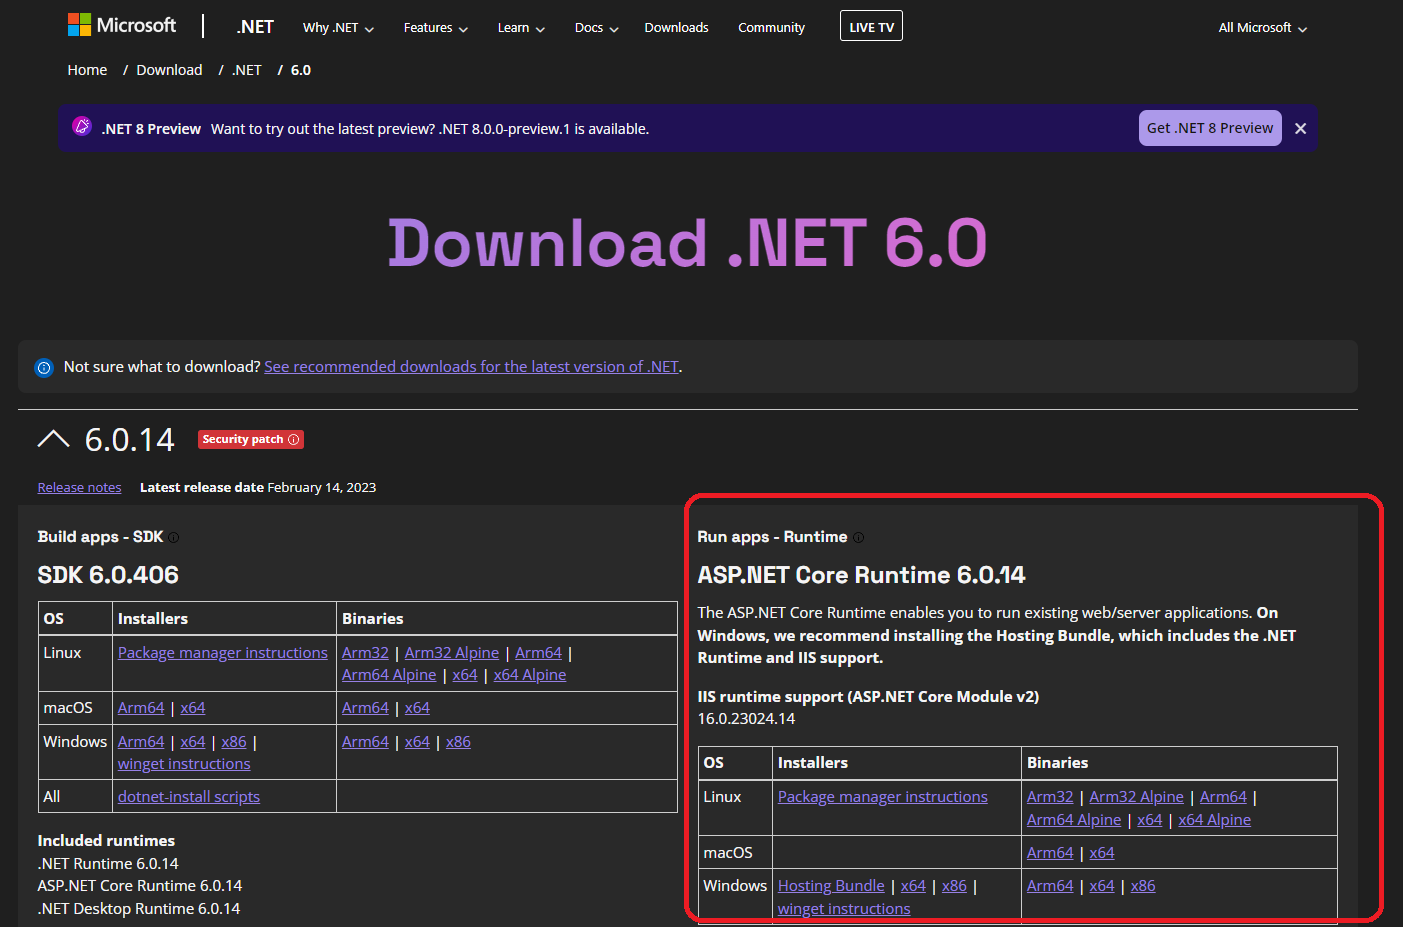 Microsoft .NET Why .NET Features Learn Docs Downloads Community LIVE TV All Microsoft
Home / Download / .NET / 6.0
.NET 8 Preview Want to try out the latest preview? .NET 8.0.0-preview.1 is available. Get .NET 8 Preview
Download .NET 6.0
Not sure what to download? See recommended downloads for the latest version of .NET.
6.0.14 Security patch
Release notes Latest release date February 14, 2023
Build apps - SDK
SDK 6.0.406
OS Installers Binaries
Linux Package manager instructions Arm32 | Arm32 Alpine | Arm64 |
Arm64 Alpine | x64 | x64 Alpine
macOS Arm64 | x64 Arm64 | x64
Windows Arm64 | x64 | x86 | Arm64 | x64 | x86
winget instructions
All dotnet-install scripts
Included runtimes
.NET Runtime 6.0.14
ASP.NET Core Runtime 6.0.14
.NET Desktop Runtime 6.0.14
Run apps - Runtime
ASP.NET Core Runtime 6.0.14
The ASP.NET Core Runtime enables you to run existing web/server applications. On
Windows, we recommend installing the Hosting Bundle, which includes the .NET
Runtime and IIS support.
IIS runtime support (ASP.NET Core Module v2)
16.0.23024.14
OS Installers Binaries
Linux Package manager instructions Arm32 | Arm32 Alpine | Arm64 |
Arm64 Alpine | x64 | x64 Alpine
macOS Arm64 | x64
Windows Hosting Bundle | x64 | x86 | Arm64 | x64 | x86
winget instructions